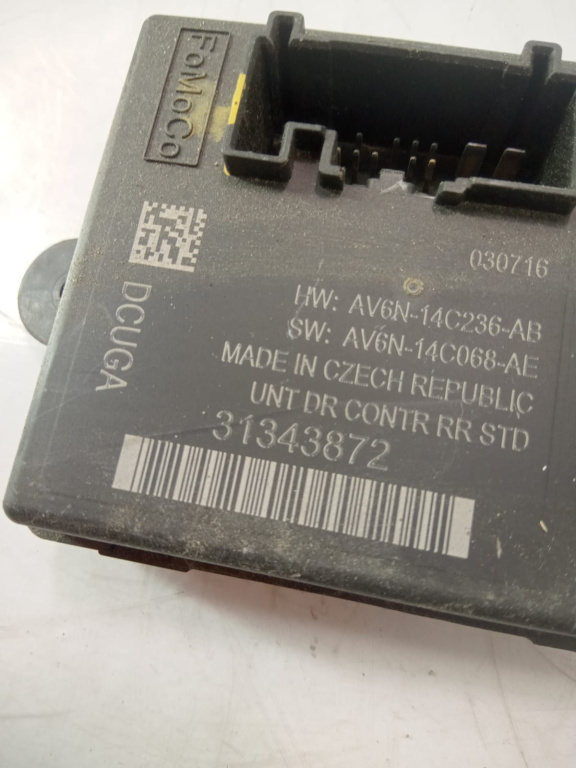 FoMoCo
030716
DCUGA
HW: AV6N-14C236-AB
SW: AV6N-14C068-AE
MADE IN CZECH REPUBLIC
UNT DR CONTR RR STD
31343872